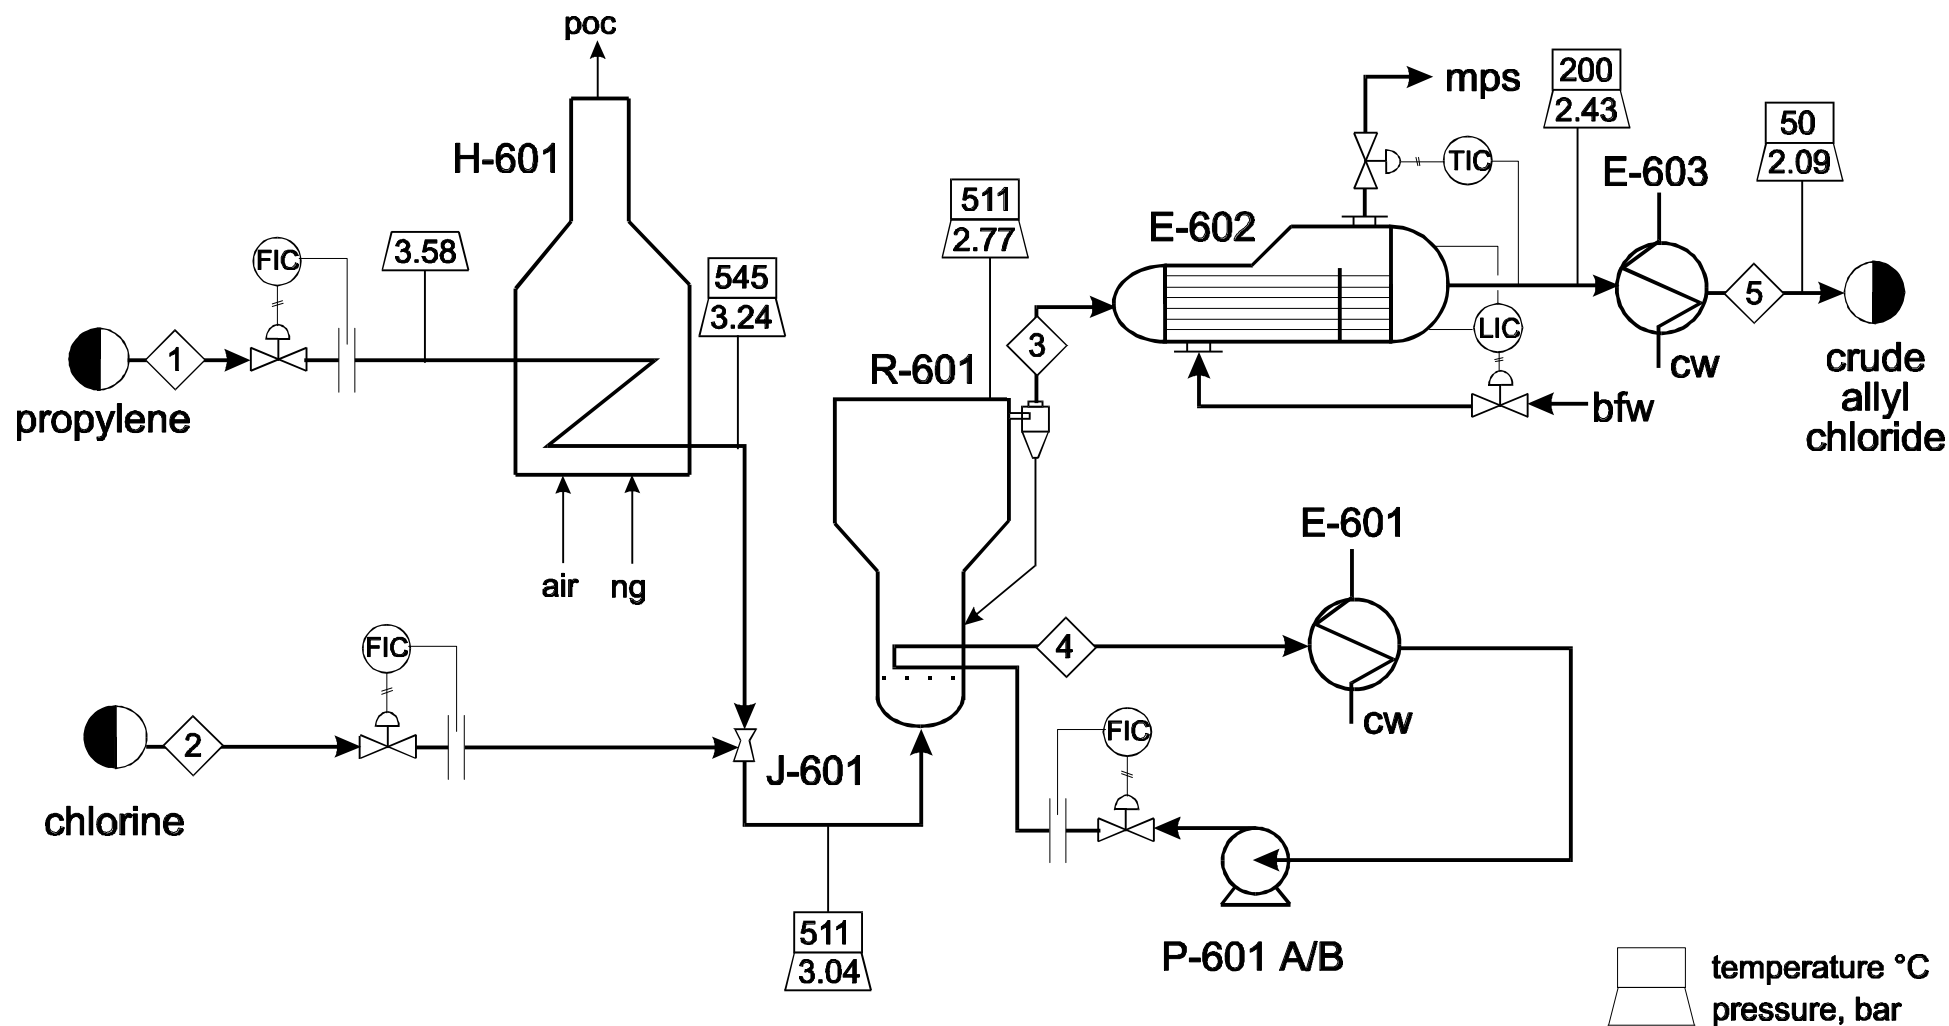 poc
H-601
FIC
3.58
545
3.24
1
propylene
air
ng
FIC
2
chlorine
J-601
511
3.04
R-601
511
2.77
3
E-602
mps
TIC
200
2.43
E-603
50
2.09
5
LIC
cw
bfw
crude
allyl
chloride
E-601
4
cw
FIC
P-601 A/B
temperature °C
pressure, bar